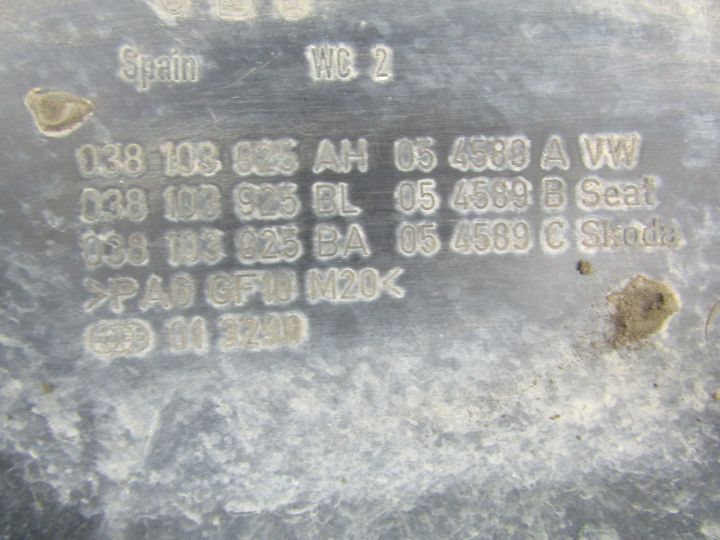 Spain WC 2
038 103 925 AH 05 4589 A VW
038 103 925 BL 05 4589 B Seat
038 103 925 BA 05 4589 C Skoda
>PA6 GF10 M20<
01 3290